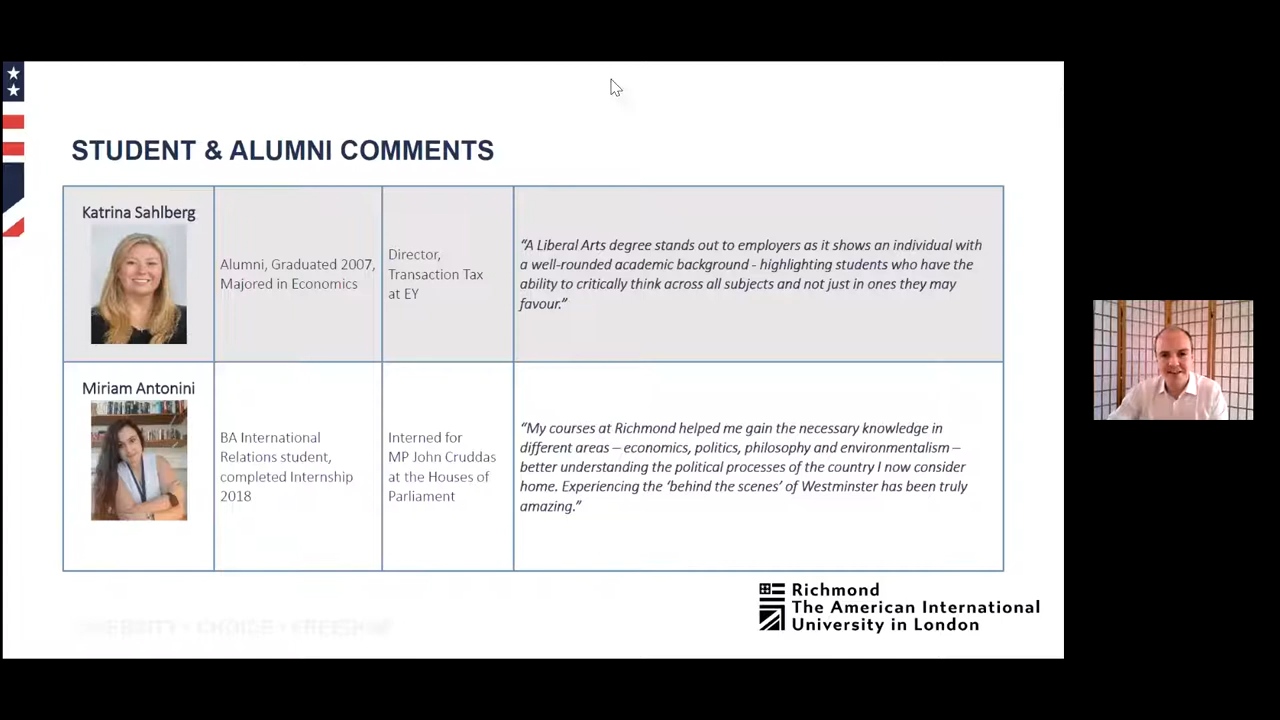 STUDENT & ALUMNI COMMENTS
Katrina Sahlberg
Alumni, Graduated 2007,
Majored in Economics
Director,
Transaction Tax
at EY
“A Liberal Arts degree stands out to employers as it shows an individual with
a well-rounded academic background - highlighting students who have the
ability to critically think across all subjects and not just in ones they may
favour.”
Miriam Antonini
BA International
Relations student,
completed Internship
2018
Interned for
MP John Cruddas
at the Houses of
Parliament
“My courses at Richmond helped me gain the necessary knowledge in
different areas – economics, politics, philosophy and environmentalism –
better understanding the political processes of the country I now consider
home. Experiencing the ‘behind the scenes’ of Westminster has been truly
amazing.”
Richmond
The American International
University in London